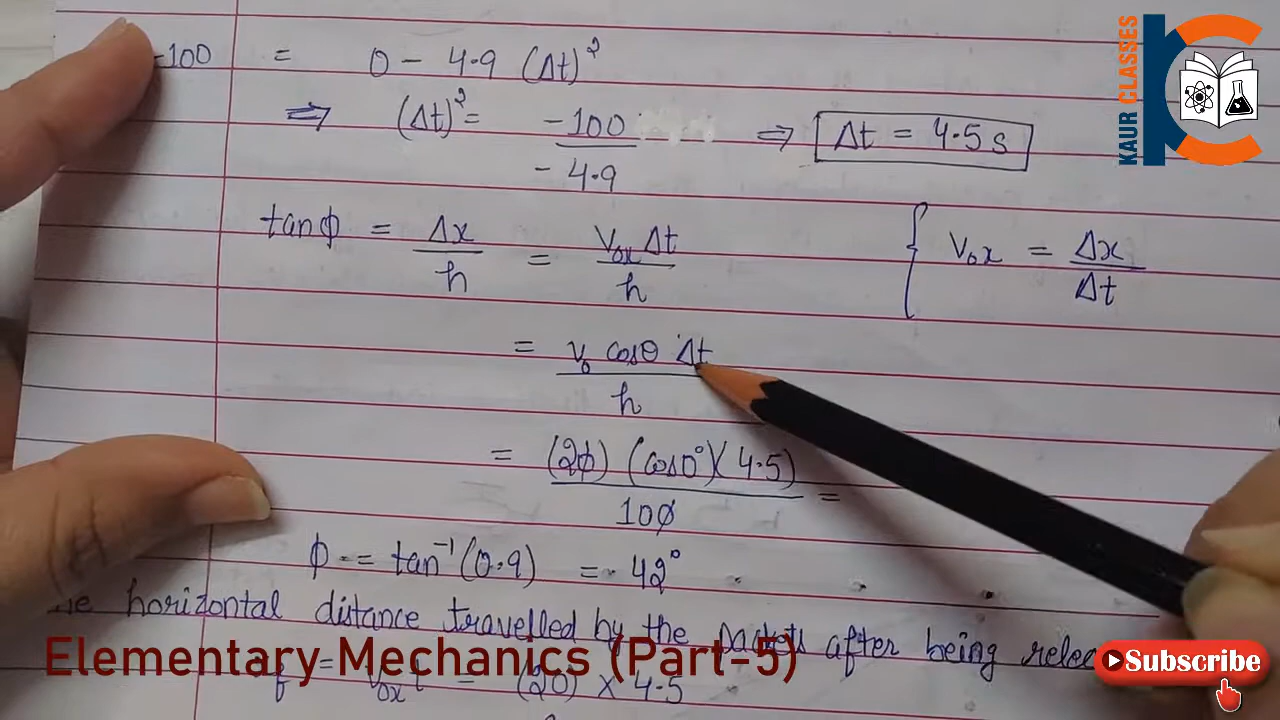 -100 = 0 - 4.9 (Δt)²
⇒ (Δt)² = -100 / -4.9 ⇒ Δt = 4.5 s
tanϕ = Δx / h = V₀ₓ Δt / h { V₀ₓ = Δx / Δt
= v₀ cosθ Δt / h
= (20) (cos0°)(4.5) / 100 =
ϕ = tan⁻¹(0.9) = 42°
horizontal distance travelled by the packets after being
= V₀ₓ t = (20) × 4.5
Elementary Mechanics (Part-5)
KAUR CLASSES
Subscribe